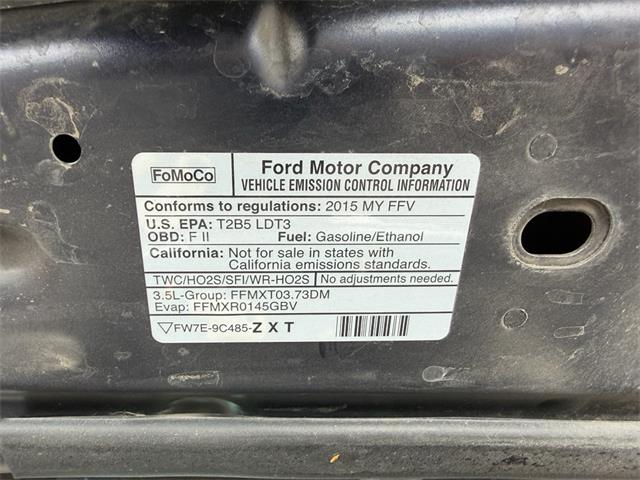 FoMoCo
Ford Motor Company
VEHICLE EMISSION CONTROL INFORMATION
Conforms to regulations: 2015 MY FFV
U.S. EPA: T2B5 LDT3
OBD: F II Fuel: Gasoline/Ethanol
California: Not for sale in states with
California emissions standards.
TWC/HO2S/SFI/WR-HO2S No adjustments needed.
3.5L-Group: FFMXT03.73DM
Evap: FFMXR0145GBV
▽FW7E-9C485-Z X T